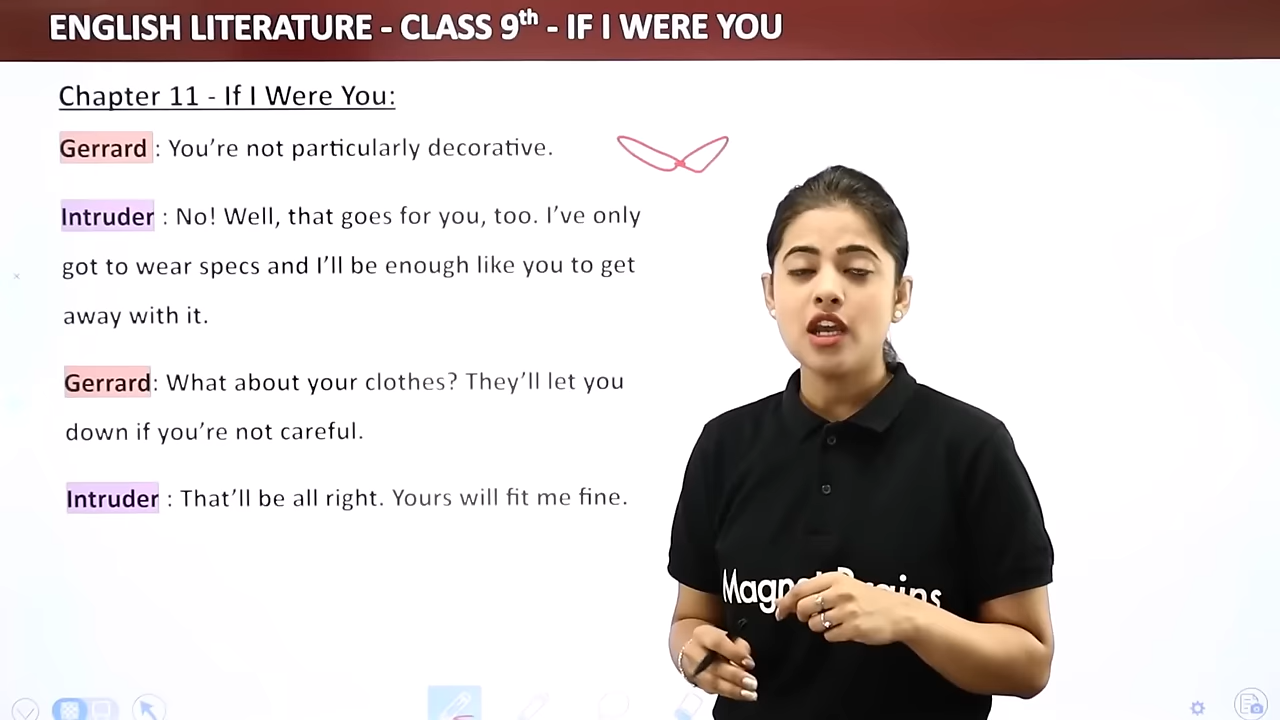 ENGLISH LITERATURE - CLASS 9th - IF I WERE YOU
Chapter 11 - If I Were You:
Gerrard : You're not particularly decorative.
Intruder : No! Well, that goes for you, too. I've only
got to wear specs and I'll be enough like you to get
away with it.
Gerrard: What about your clothes? They'll let you
down if you're not careful.
Intruder : That'll be all right. Yours will fit me fine.